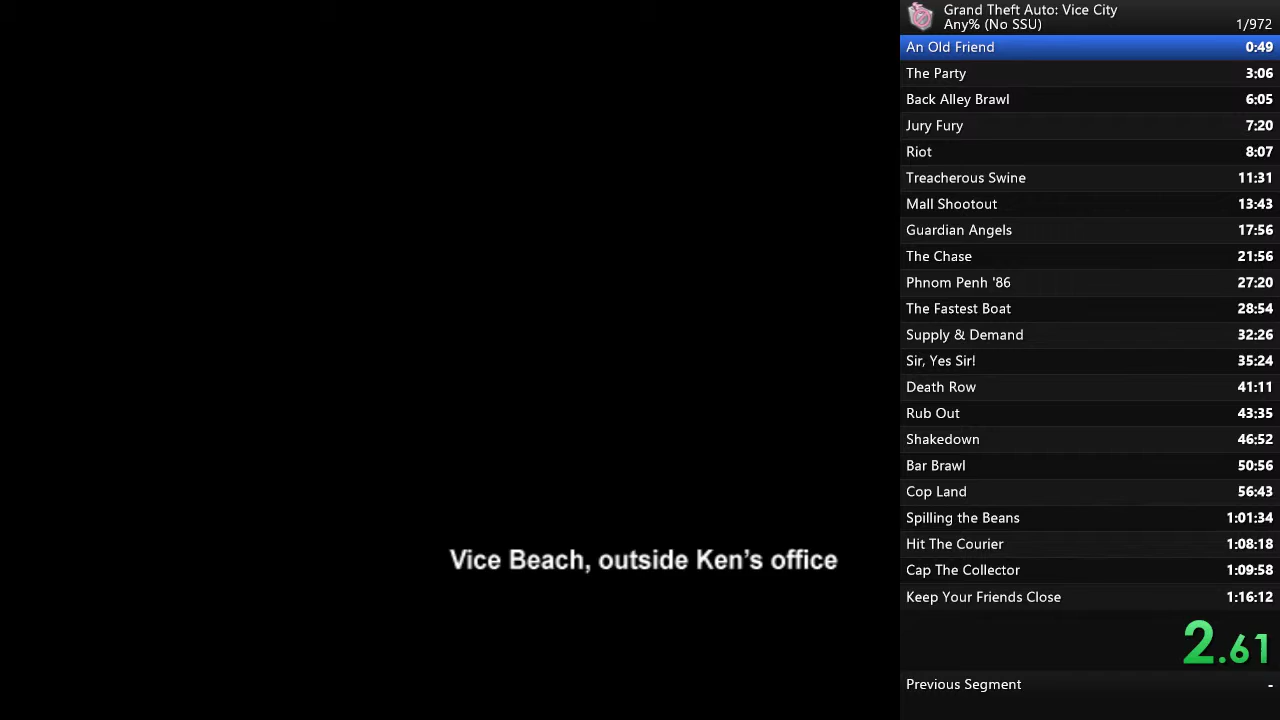 Grand Theft Auto: Vice City
Any% (No SSU) 1/972
An Old Friend 0:49
The Party 3:06
Back Alley Brawl 6:05
Jury Fury 7:20
Riot 8:07
Treacherous Swine 11:31
Mall Shootout 13:43
Guardian Angels 17:56
The Chase 21:56
Phnom Penh '86 27:20
The Fastest Boat 28:54
Supply & Demand 32:26
Sir, Yes Sir! 35:24
Death Row 41:11
Rub Out 43:35
Shakedown 46:52
Bar Brawl 50:56
Cop Land 56:43
Spilling the Beans 1:01:34
Hit The Courier 1:08:18
Cap The Collector 1:09:58
Keep Your Friends Close 1:16:12
2.61
Previous Segment -
Vice Beach, outside Ken’s office